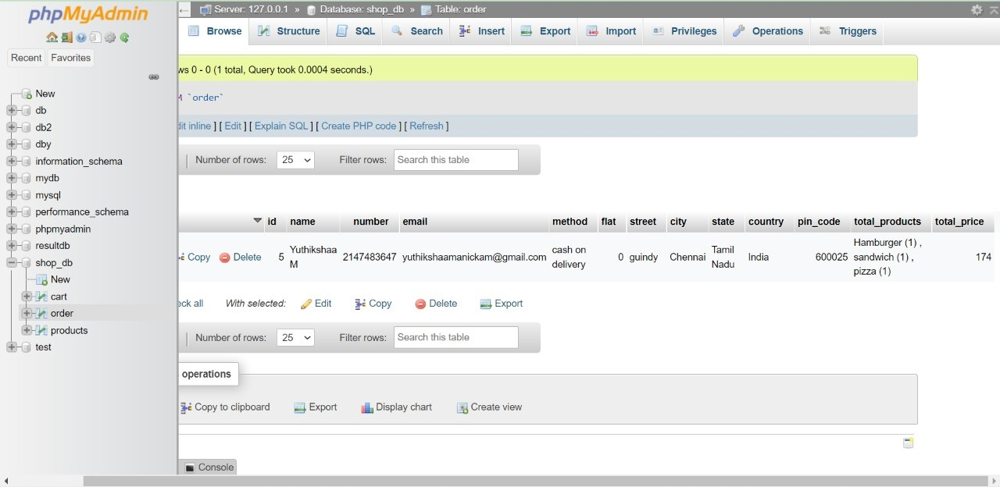 phpMyAdmin
Recent Favorites
New
db
db2
dby
information_schema
mydb
mysql
performance_schema
phpmyadmin
resultdb
shop_db
New
cart
order
products
test
Server: 127.0.0.1 » Database: shop_db » Table: order
Browse Structure SQL Search Insert Export Import Privileges Operations Triggers
ws 0 - 0 (1 total, Query took 0.0004 seconds.)
M `order`
dit inline ] [ Edit ] [ Explain SQL ] [ Create PHP code ] [ Refresh ]
Number of rows: 25 Filter rows: Search this table
id name number email method flat street city state country pin_code total_products total_price
Copy Delete 5 Yuthikshaa M 2147483647 yuthikshaamanickam@gmail.com cash on delivery 0 guindy Chennai Tamil Nadu India 600025 Hamburger (1) , sandwich (1) , pizza (1) 174
eck all With selected: Edit Copy Delete Export
Number of rows: 25 Filter rows: Search this table
operations
Copy to clipboard Export Display chart Create view
Console